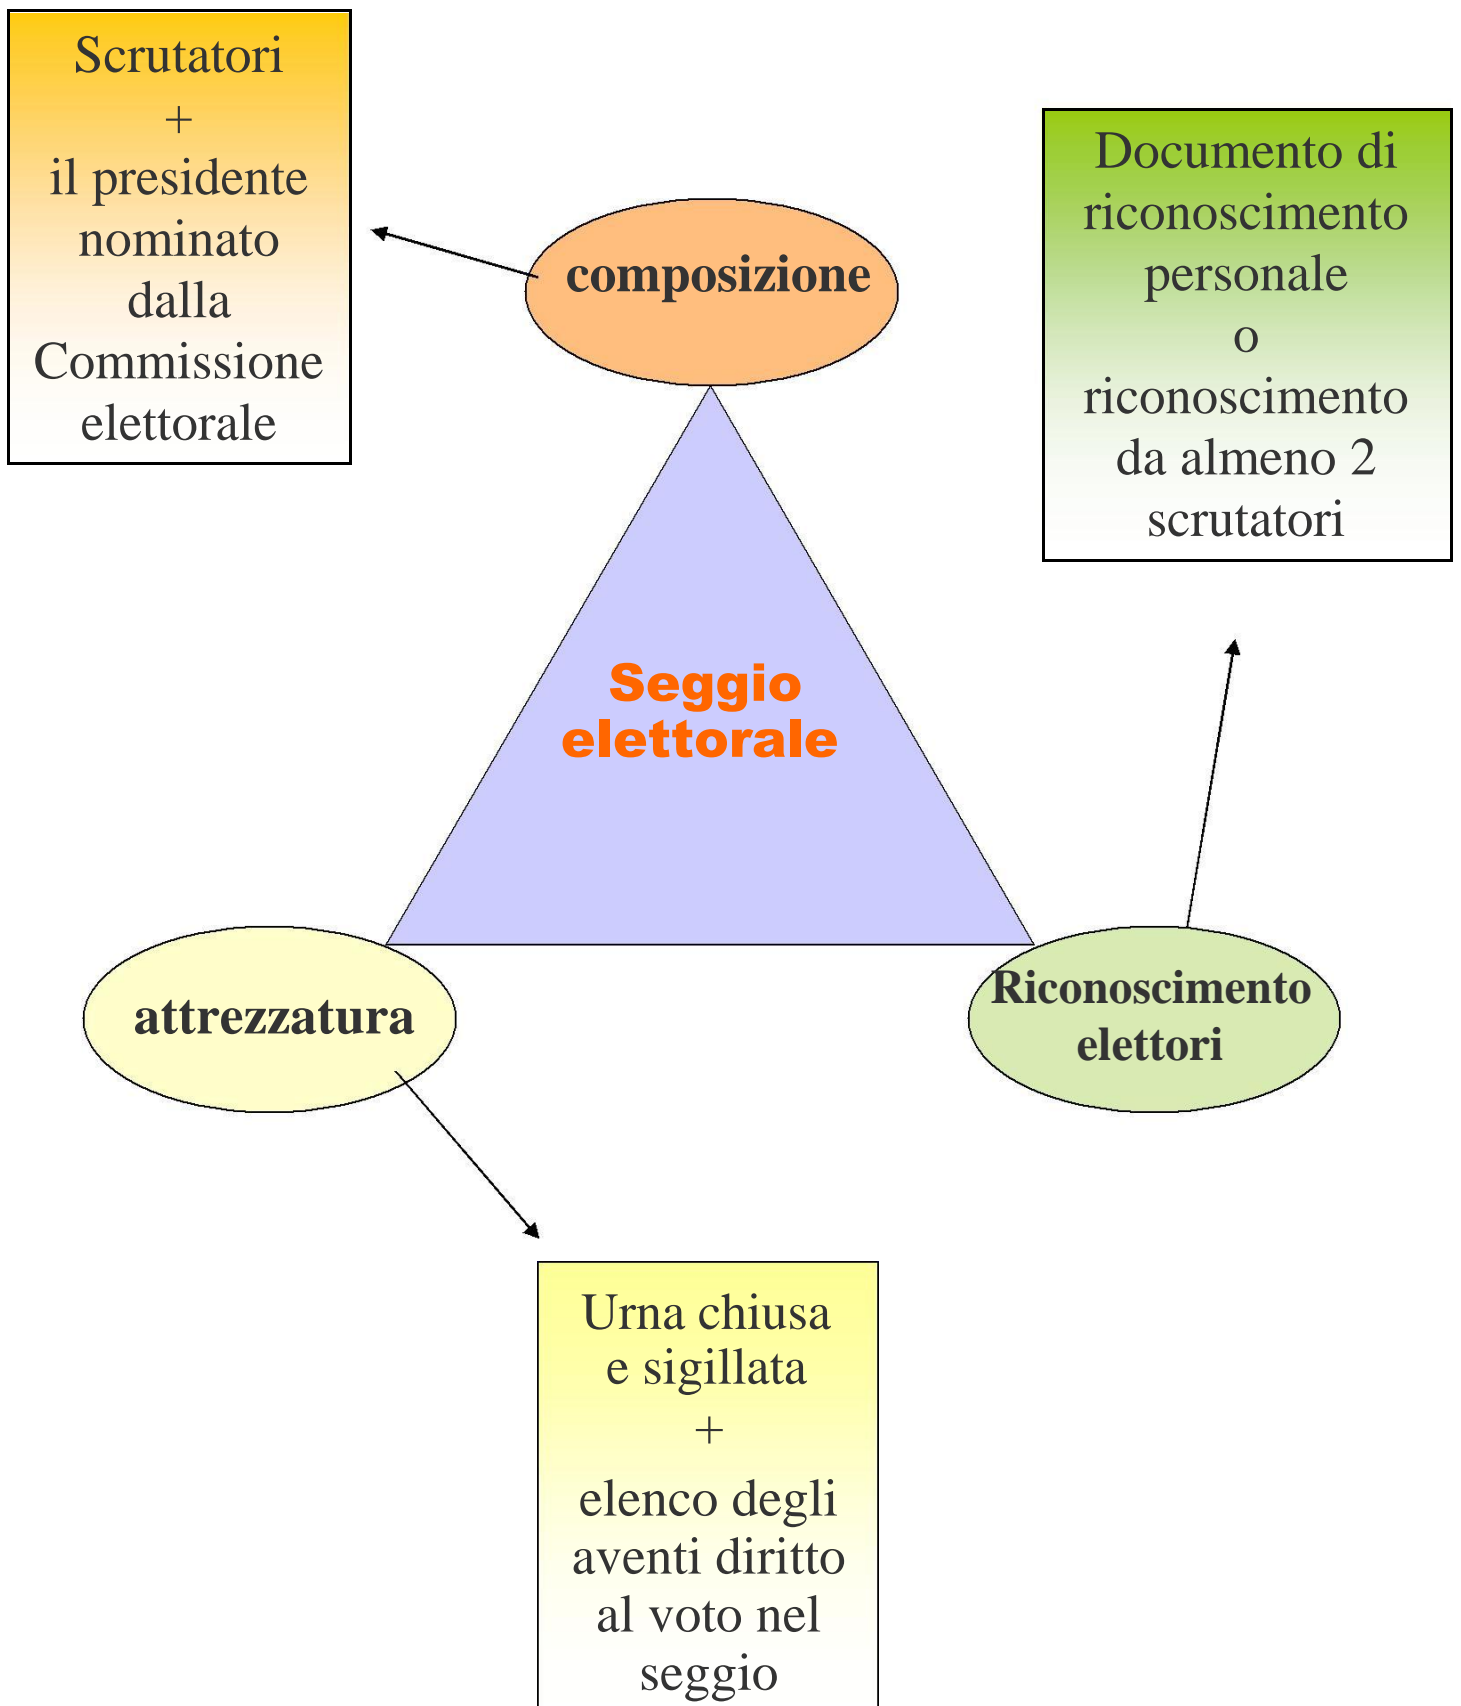 Scrutatori
+
il presidente
nominato
dalla
Commissione
elettorale
Documento di
riconoscimento
personale
o
riconoscimento
da almeno 2
scrutatori
composizione
Seggio
elettorale
attrezzatura
Riconoscimento
elettori
Urna chiusa
e sigillata
+
elenco degli
aventi diritto
al voto nel
seggio